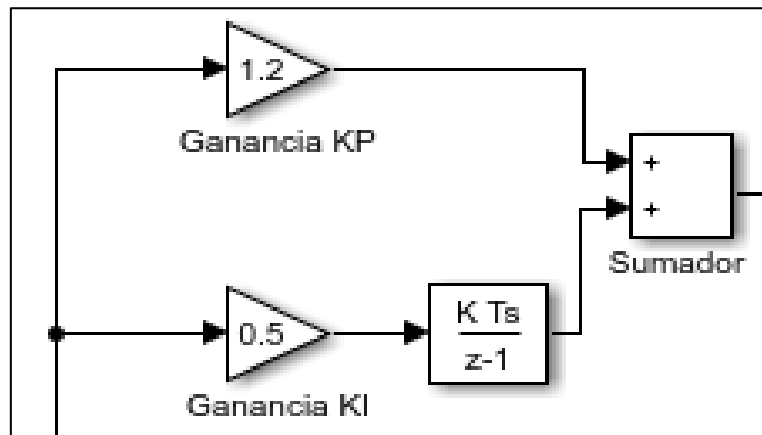 1.2
Ganancia KP
+
+
Sumador
0.5
Ganancia KI
K Ts
z-1